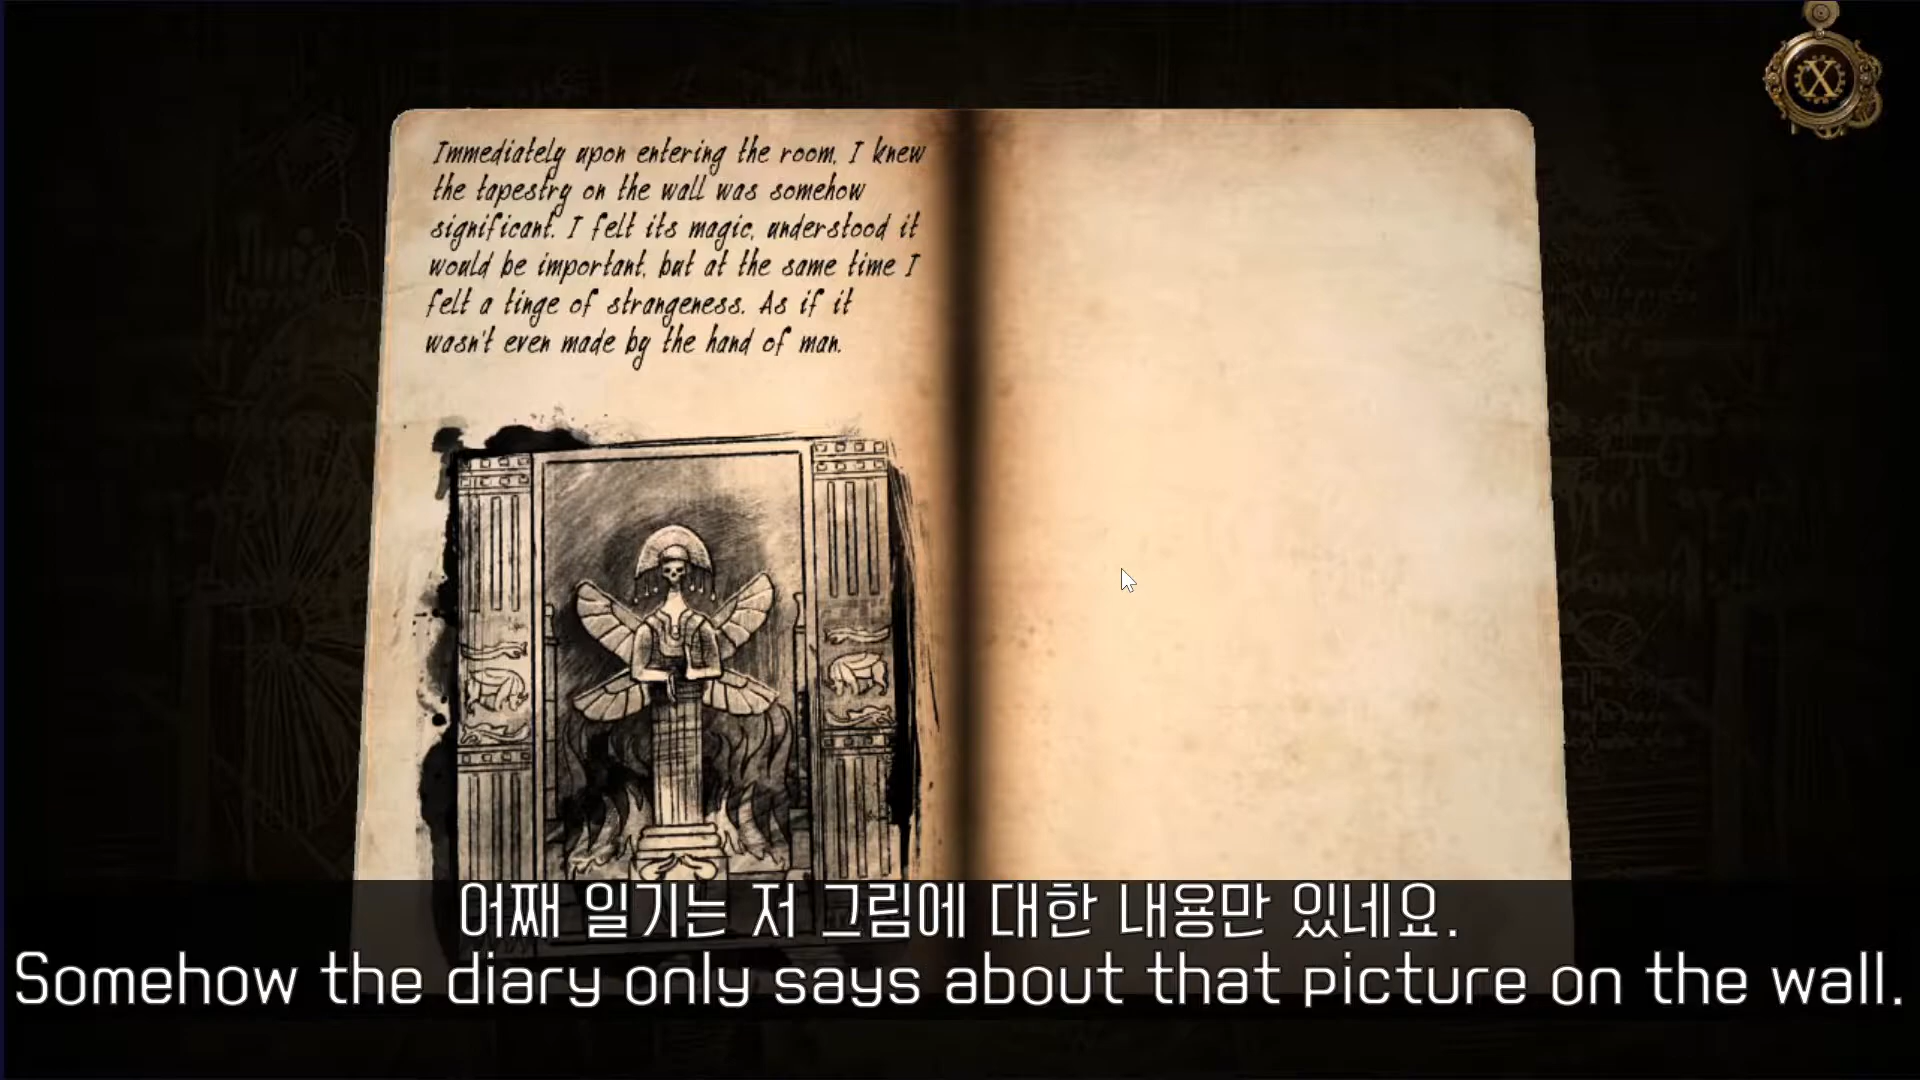 Immediately upon entering the room, I knew
the tapestry on the wall was somehow
significant. I felt its magic, understood it
would be important, but at the same time I
felt a tinge of strangeness. As if it
wasn't even made by the hand of man.
X
어째 일기는 저 그림에 대한 내용만 있네요.
Somehow the diary only says about that picture on the wall.